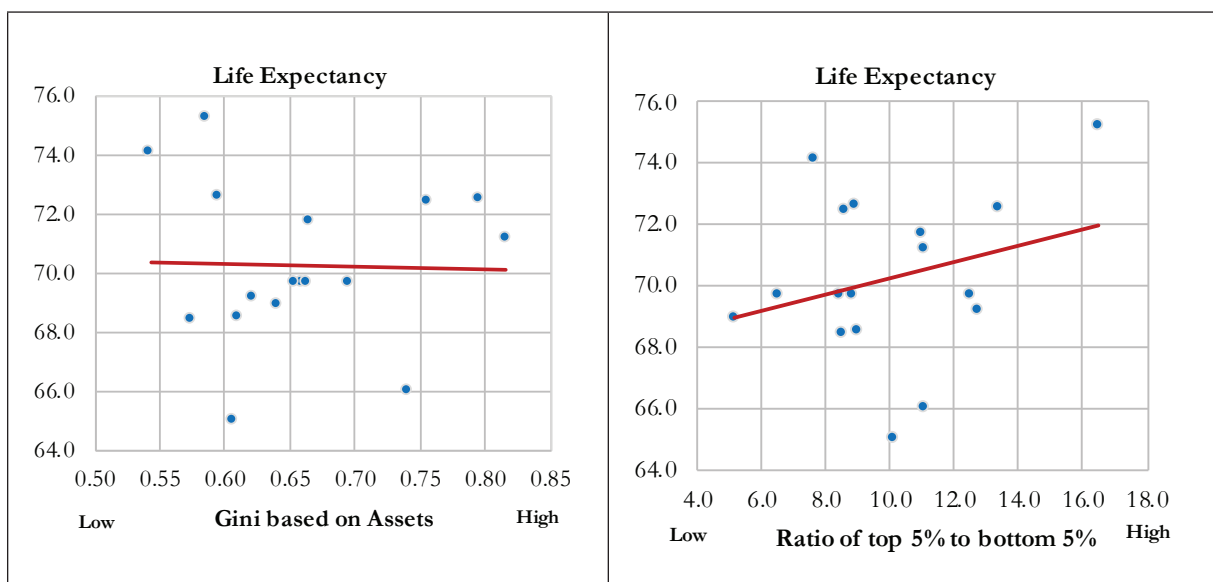 Life Expectancy
76.0
74.0
72.0
70.0
68.0
66.0
64.0
0.50 0.55 0.60 0.65 0.70 0.75 0.80 0.85
Low Gini based on Assets High
Life Expectancy
76.0
74.0
72.0
70.0
68.0
66.0
64.0
4.0 6.0 8.0 10.0 12.0 14.0 16.0 18.0
Low Ratio of top 5% to bottom 5% High